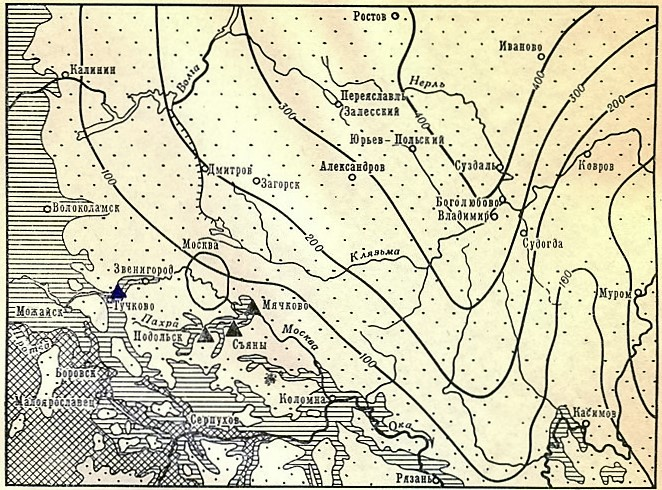 Ростов
Иваново
Калинин
Волга
Нерль
400
300
200
Переяславль
Залесский
300
400
Юрьев-Польский
Дмитров
Загорск
Александров
Суздаль
Ковров
100
Боголюбово
Владимир
Волоколамск
Москва
200
Клязьма
Судогда
Звенигород
160
Муром
Тучково
Мячково
Можайск
Пахра
Подольск
Съяны
Москва
100
Боровск
Малоярославец
Коломна
Касимов
Серпухов
Ока
Рязань